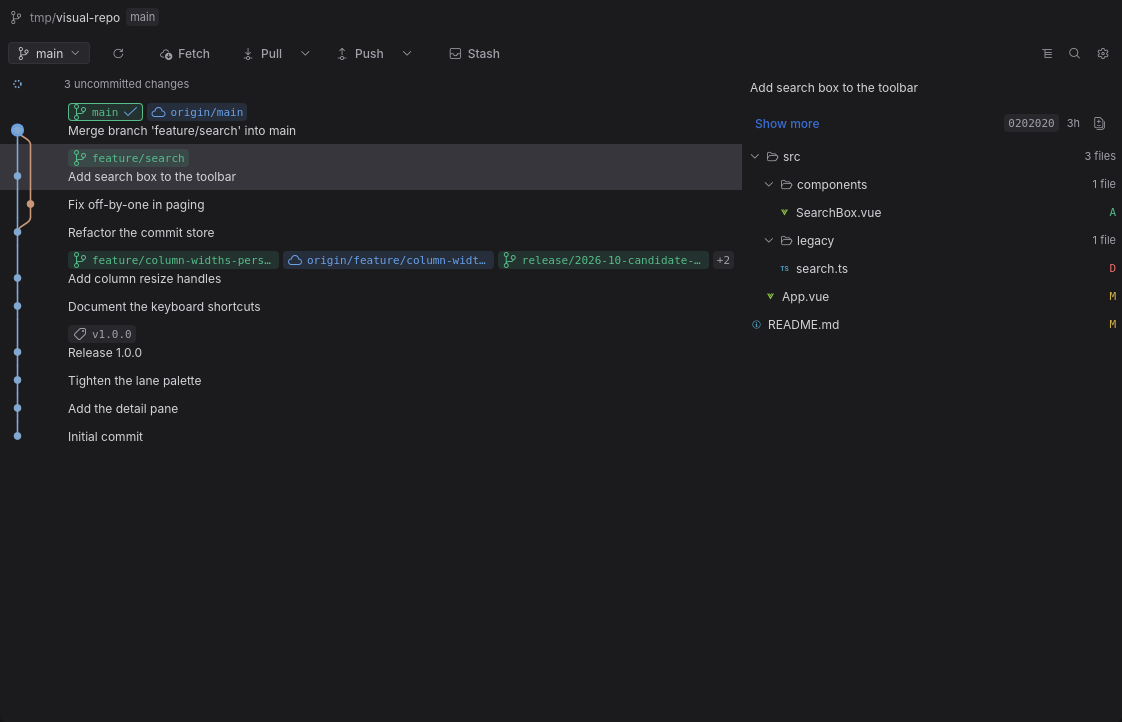 tmp/visual-repo main
main Fetch Pull Push Stash
3 uncommitted changes
main origin/main
Merge branch 'feature/search' into main
feature/search
Add search box to the toolbar
Fix off-by-one in paging
Refactor the commit store
feature/column-widths-pers… origin/feature/column-widt… release/2026-10-candidate-… +2
Add column resize handles
Document the keyboard shortcuts
v1.0.0
Release 1.0.0
Tighten the lane palette
Add the detail pane
Initial commit
Add search box to the toolbar
Show more 0202020 3h
src 3 files
components 1 file
SearchBox.vue A
legacy 1 file
TS search.ts D
App.vue M
README.md M